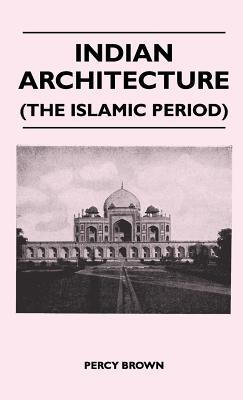 INDIAN
ARCHITECTURE
(THE ISLAMIC PERIOD)
PERCY BROWN